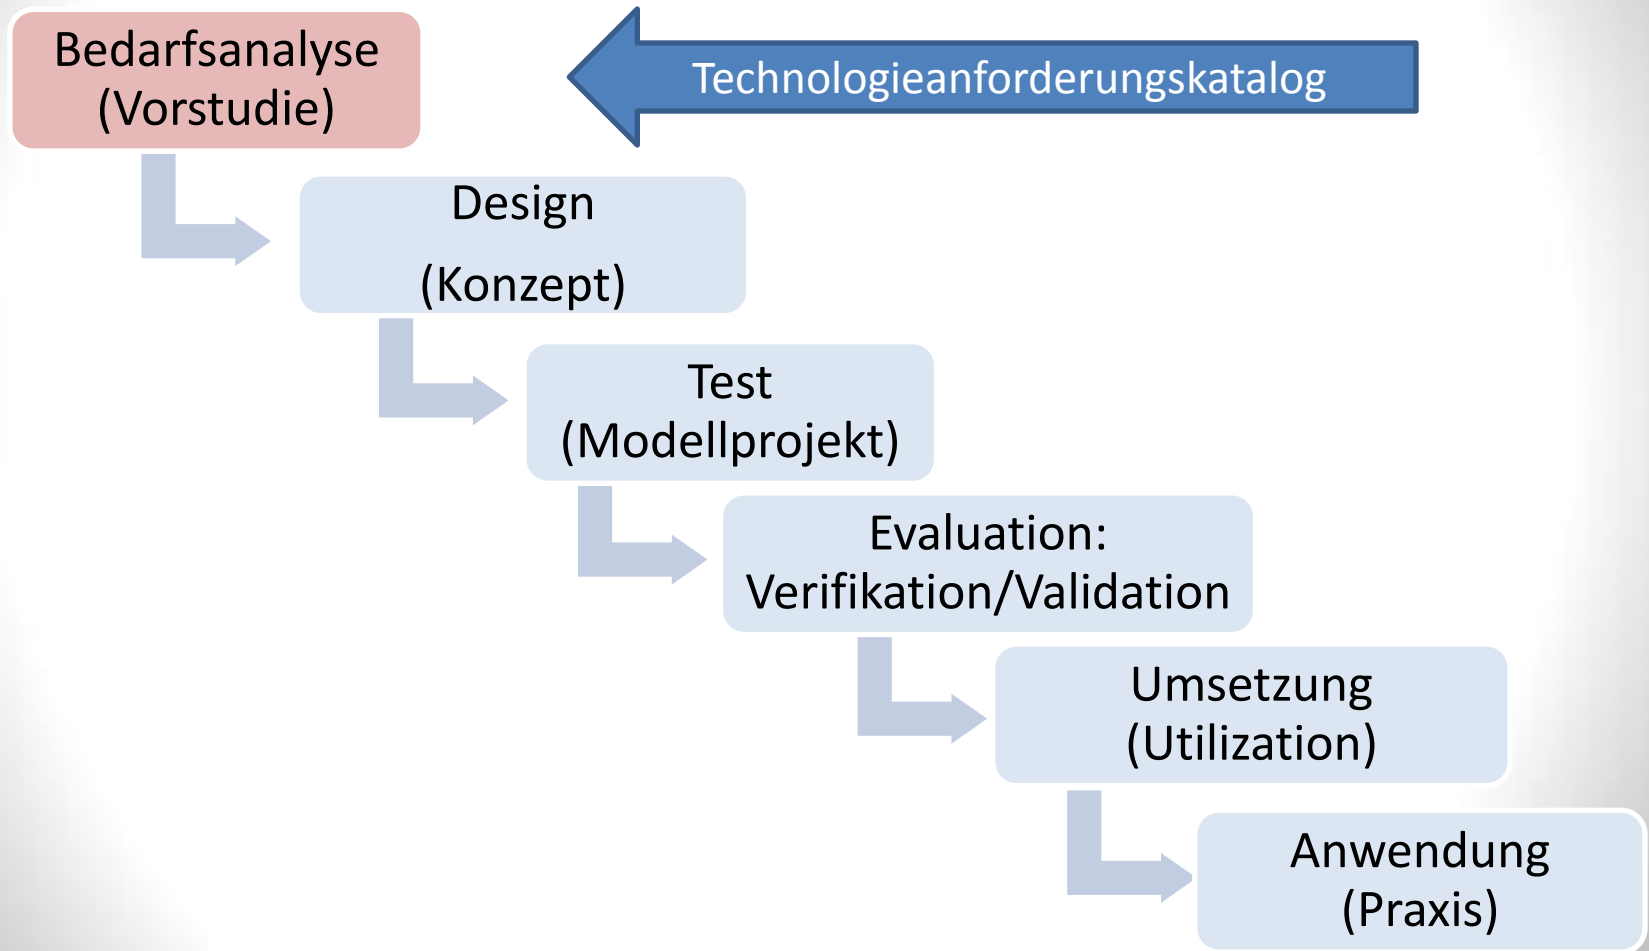 Bedarfsanalyse
(Vorstudie)
Technologieanforderungskatalog
Design
(Konzept)
Test
(Modellprojekt)
Evaluation:
Verifikation/Validation
Umsetzung
(Utilization)
Anwendung
(Praxis)